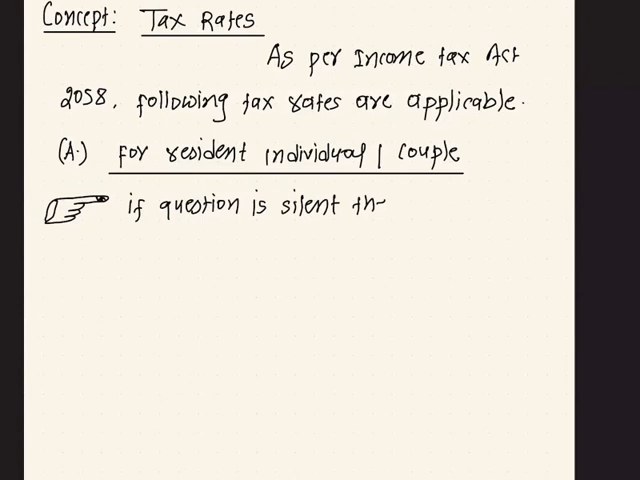 Concept: Tax Rates
As per Income tax Act
2058, following tax rates are applicable.
(A.) for resident individual / couple
if question is silent th